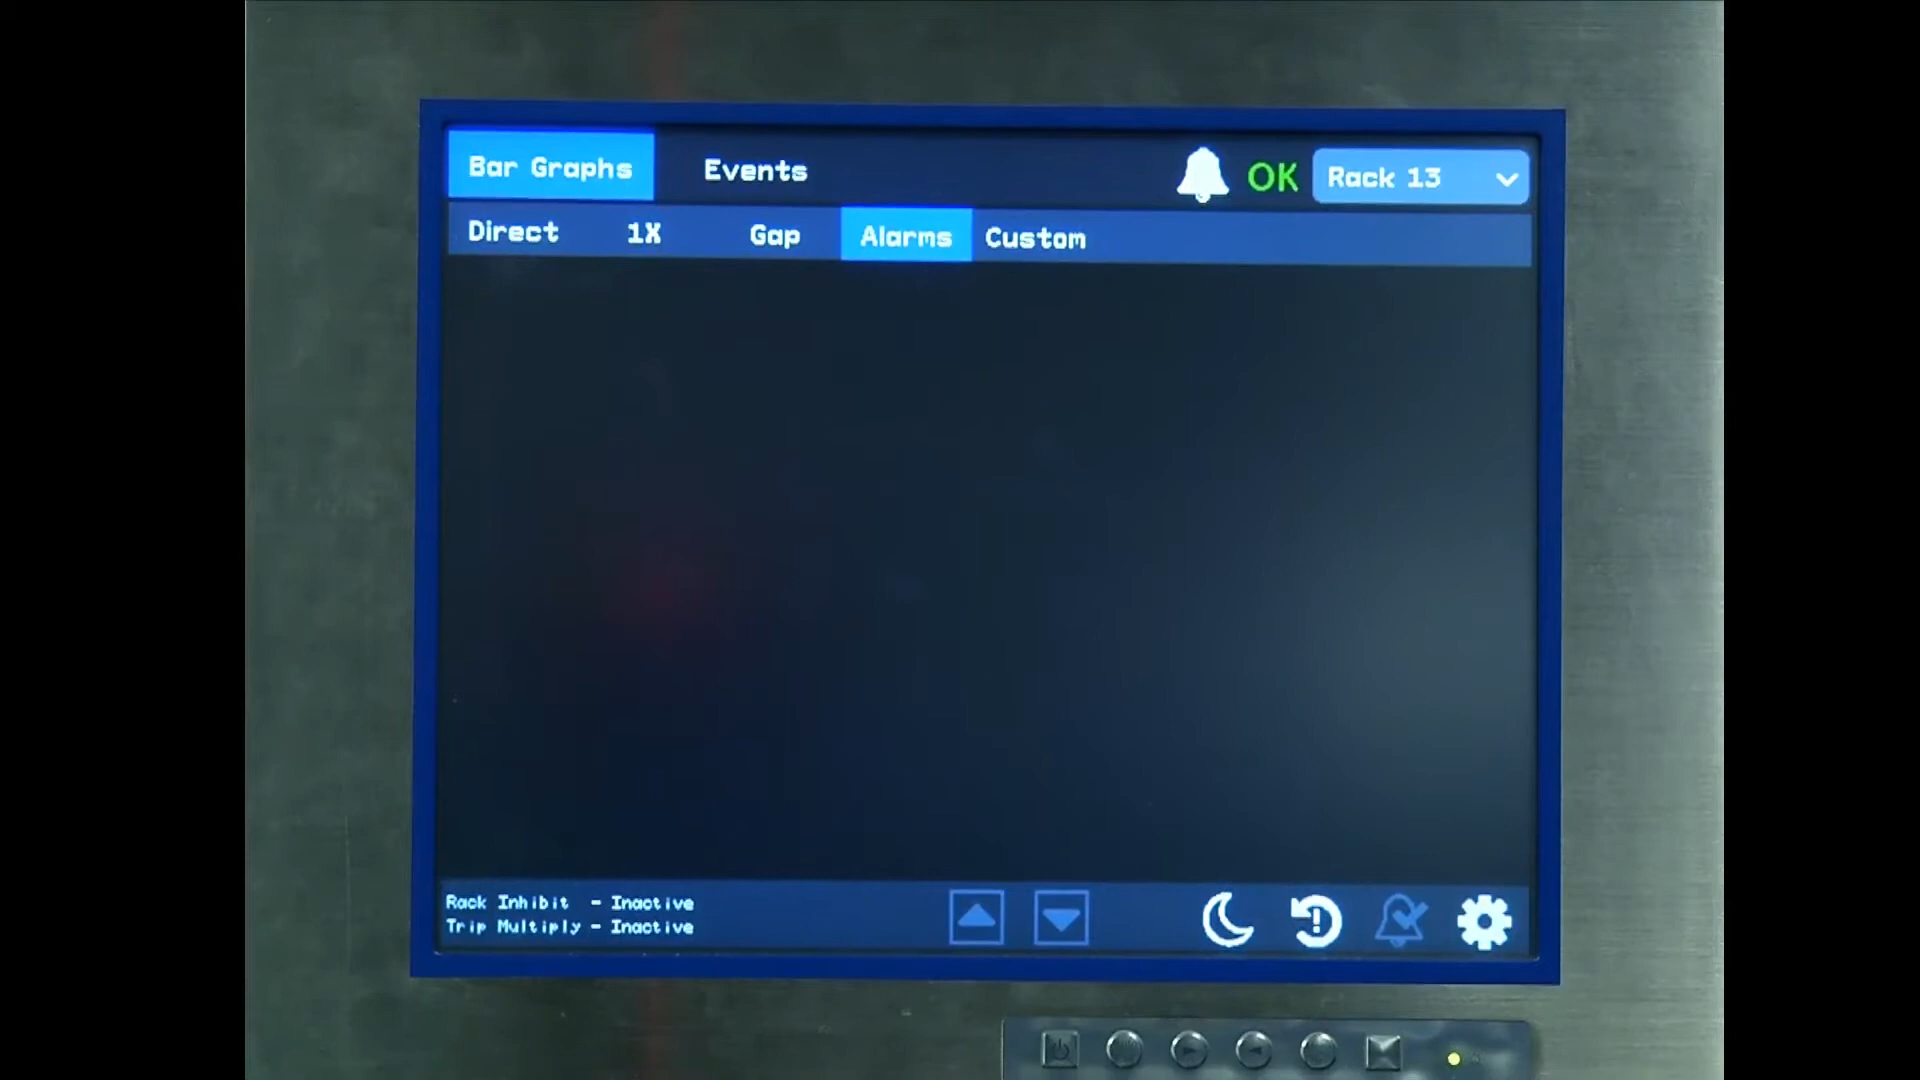 Bar Graphs Events OK Rack 13
Direct 1X Gap Alarms Custom
Rack Inhibit - Inactive
Trip Multiply - Inactive